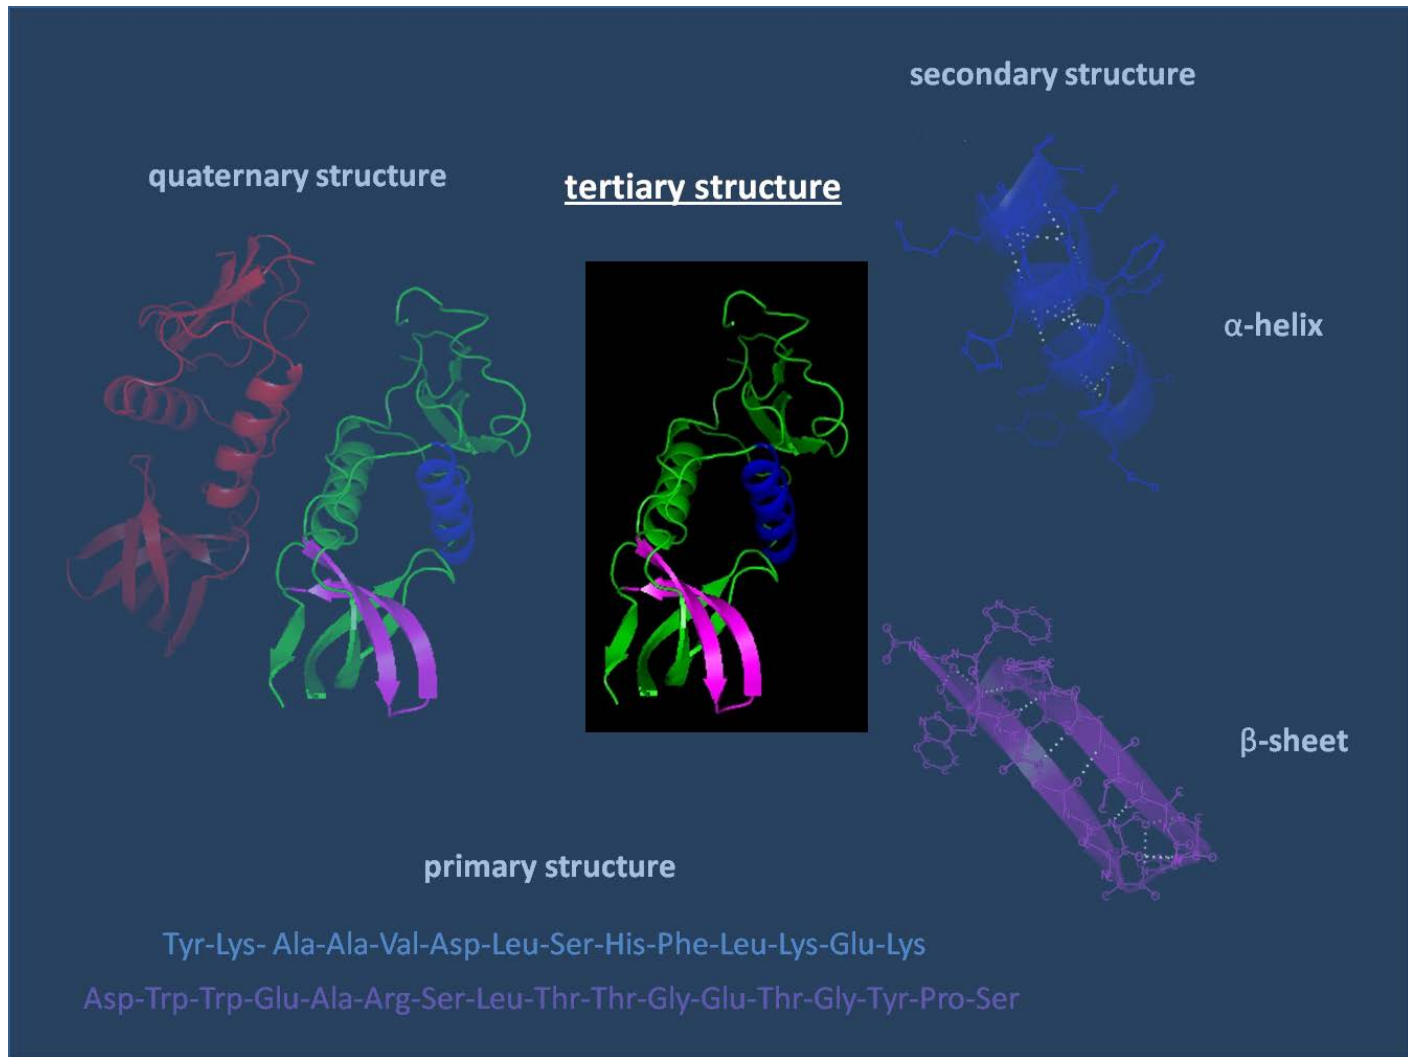 secondary structure
quaternary structure
tertiary structure
α-helix
β-sheet
primary structure
Tyr-Lys- Ala-Ala-Val-Asp-Leu-Ser-His-Phe-Leu-Lys-Glu-Lys
Asp-Trp-Trp-Glu-Ala-Arg-Ser-Leu-Thr-Thr-Gly-Glu-Thr-Gly-Tyr-Pro-Ser